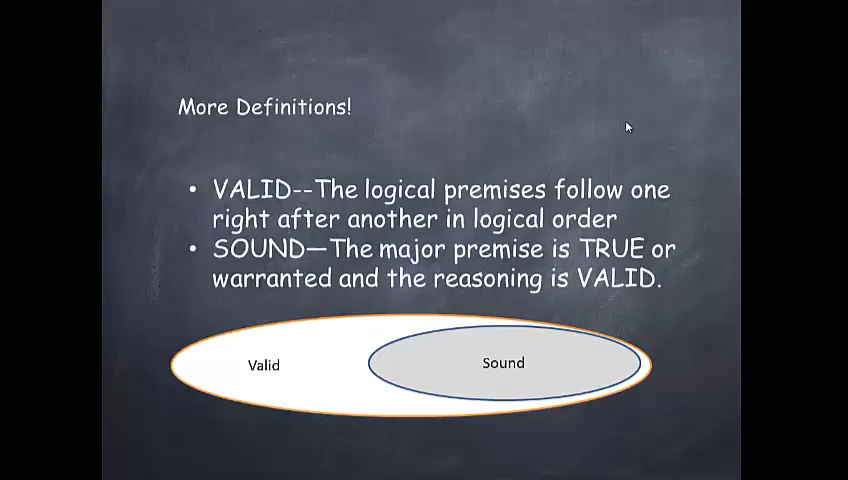 More Definitions!
• VALID--The logical premises follow one
right after another in logical order
• SOUND—The major premise is TRUE or
warranted and the reasoning is VALID.
Valid
Sound